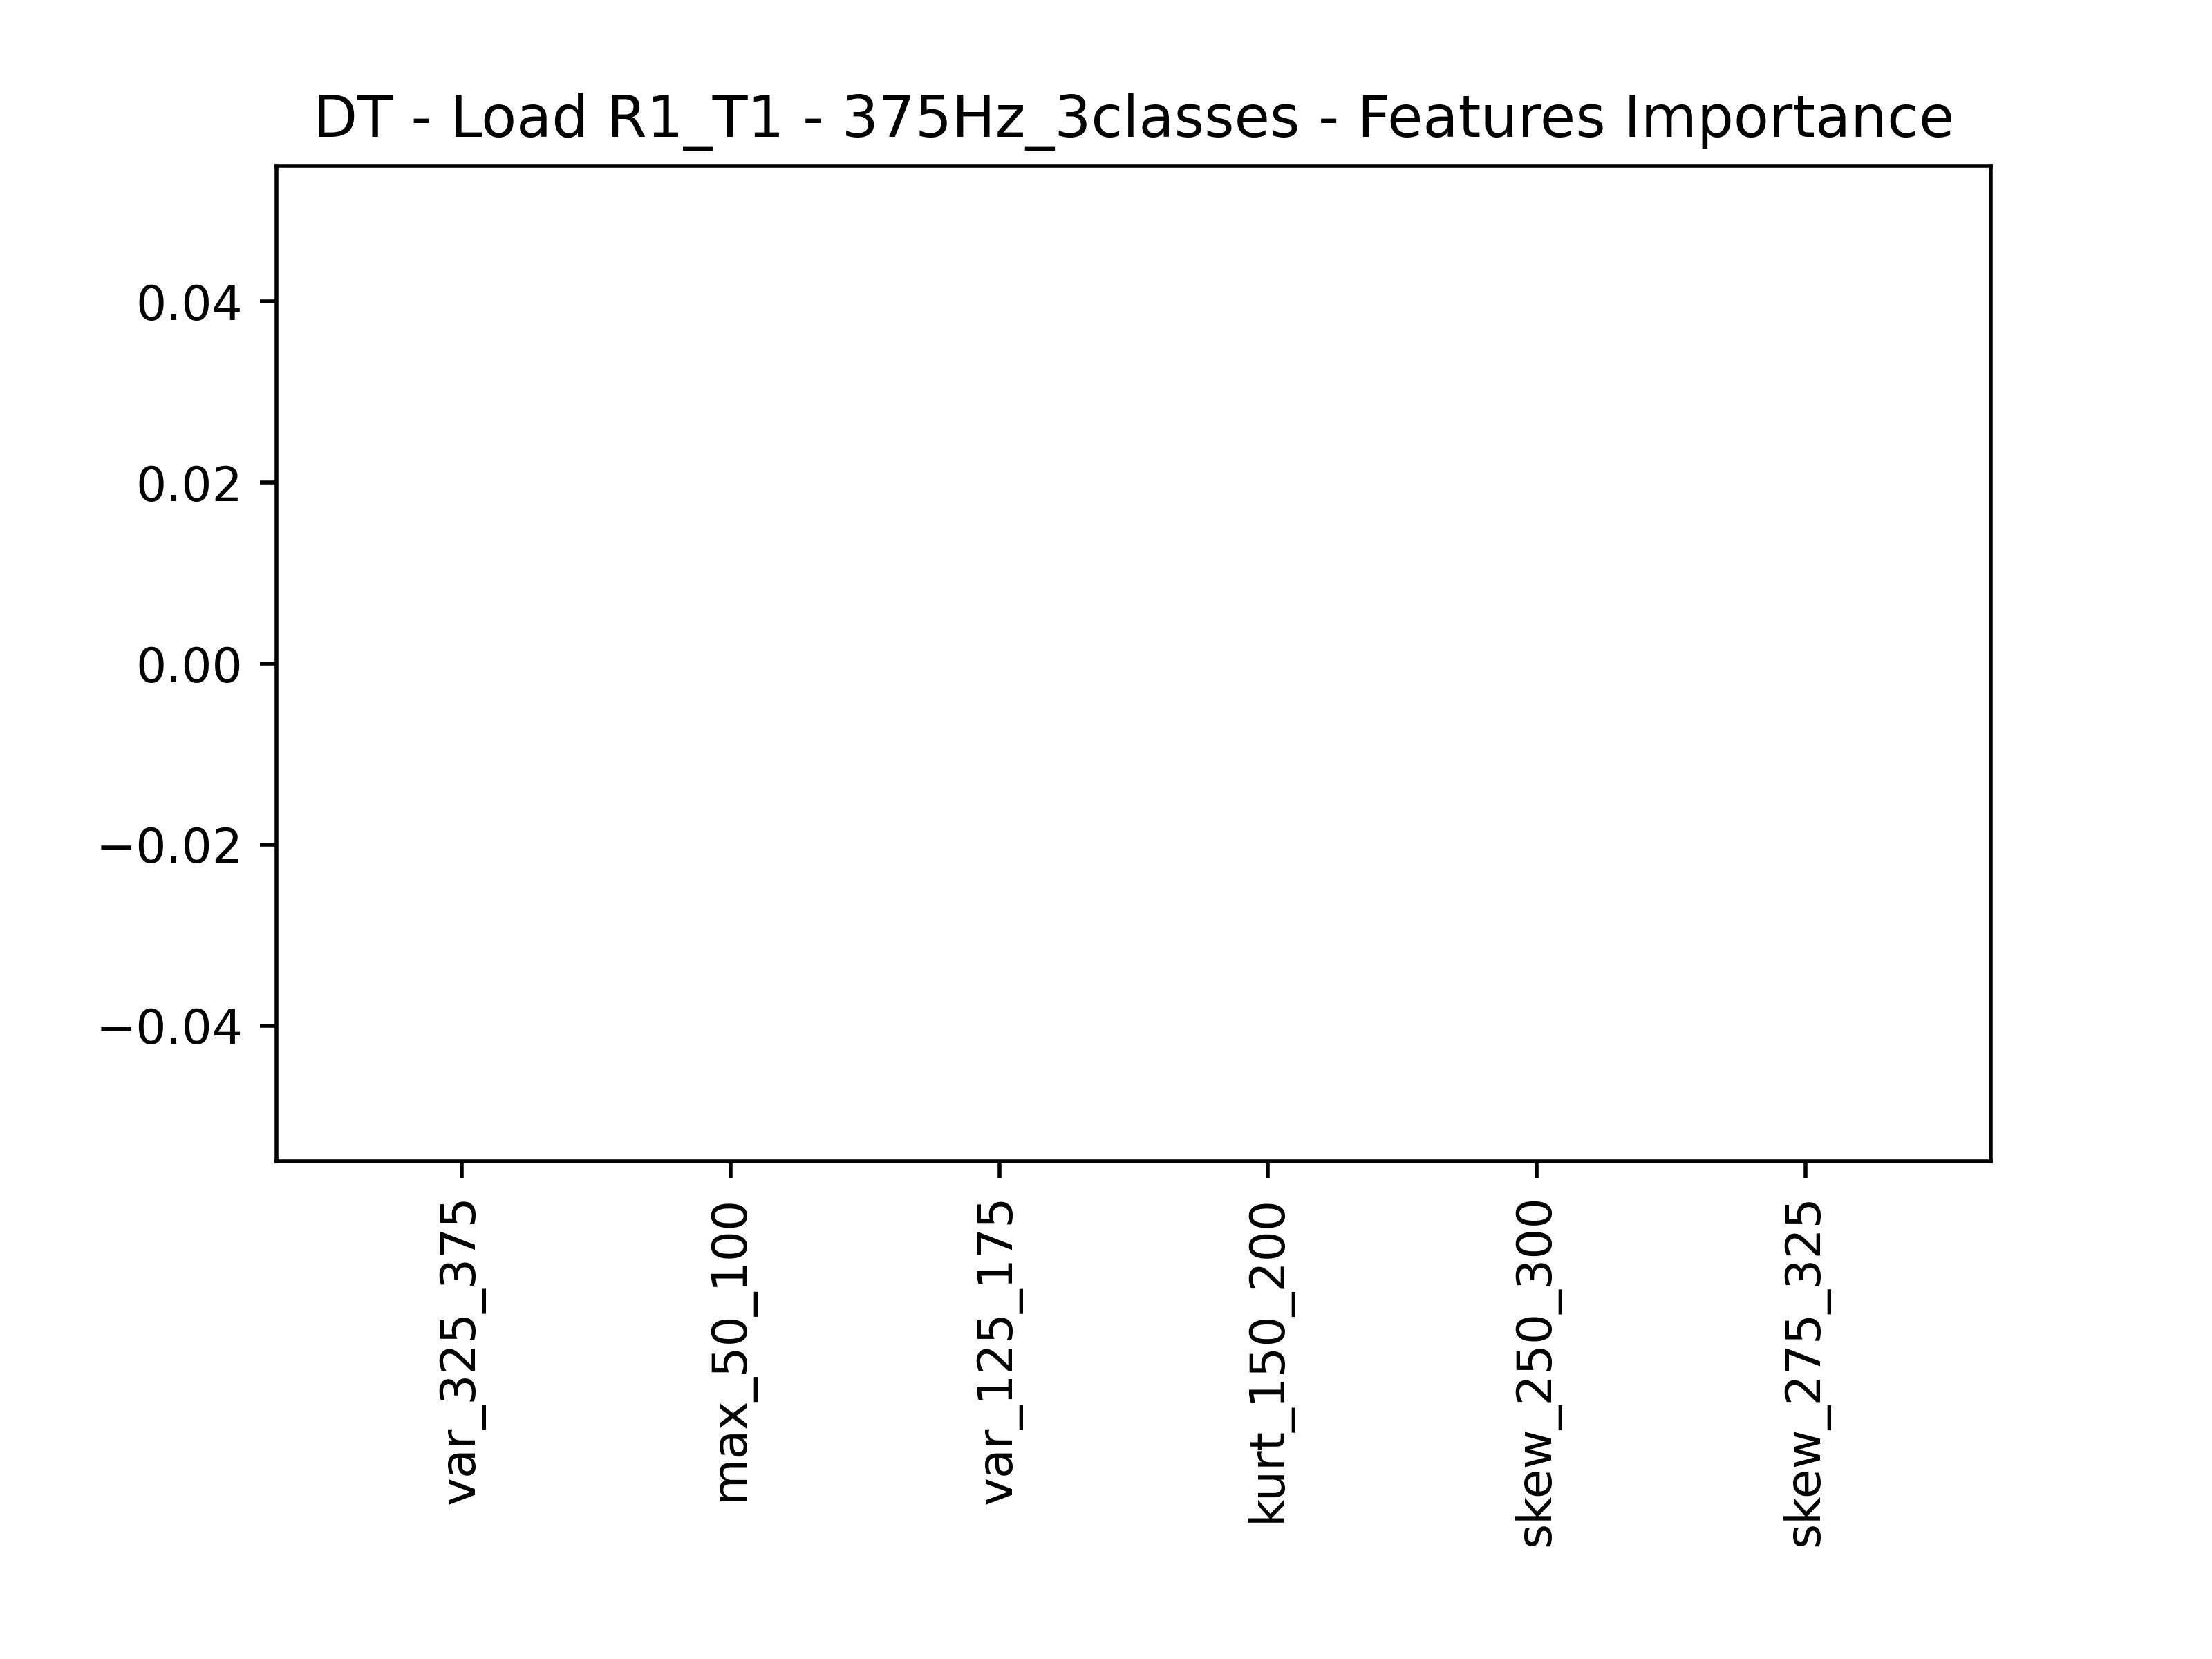 DT - Load R1_T1 - 375Hz_3classes - Features Importance
0.04
0.02
0.00
−0.02
−0.04
var_325_375
max_50_100
var_125_175
kurt_150_200
skew_250_300
skew_275_325